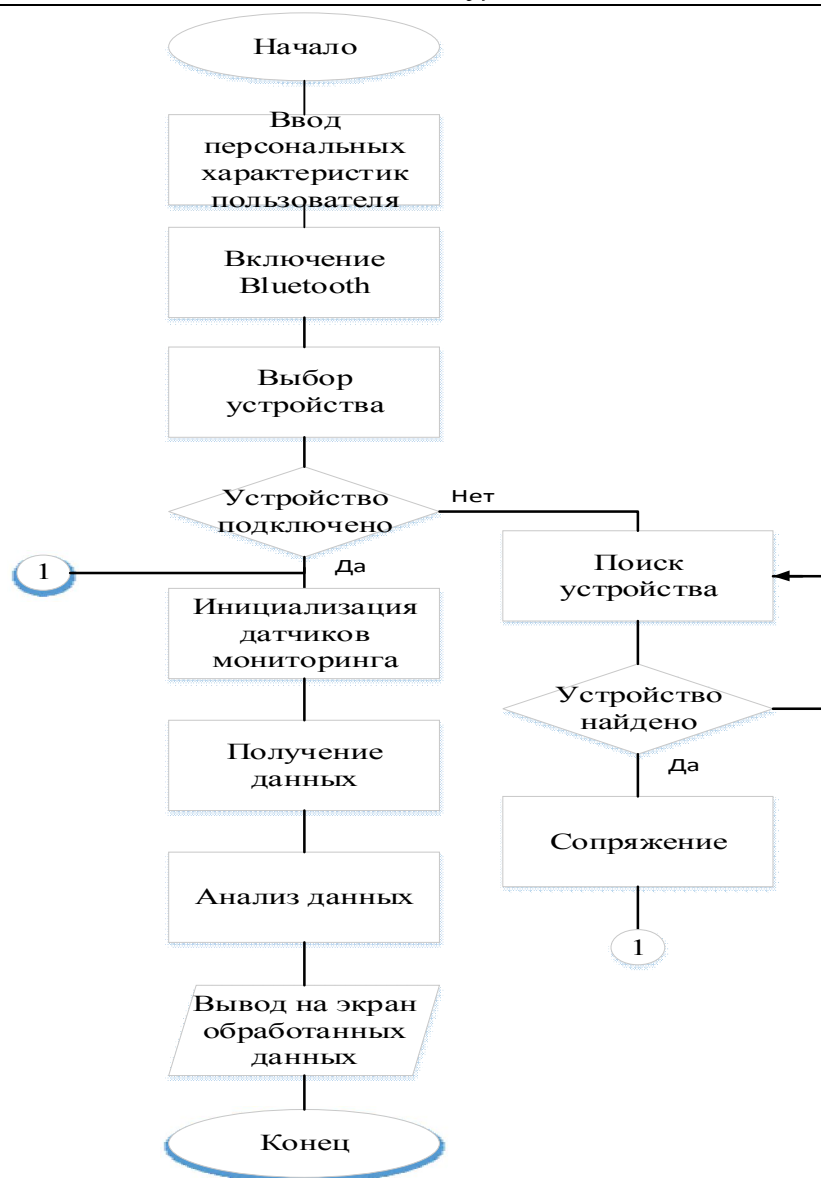 Начало
Ввод
персональных
характеристик
пользователя
Включение
Bluetooth
Выбор
устройства
Устройство
подключено
Нет
Да
1
Поиск
устройства
Инициализация
датчиков
мониторинга
Устройство
найдено
Да
Получение
данных
Сопряжение
Анализ данных
1
Вывод на экран
обработанных
данных
Конец